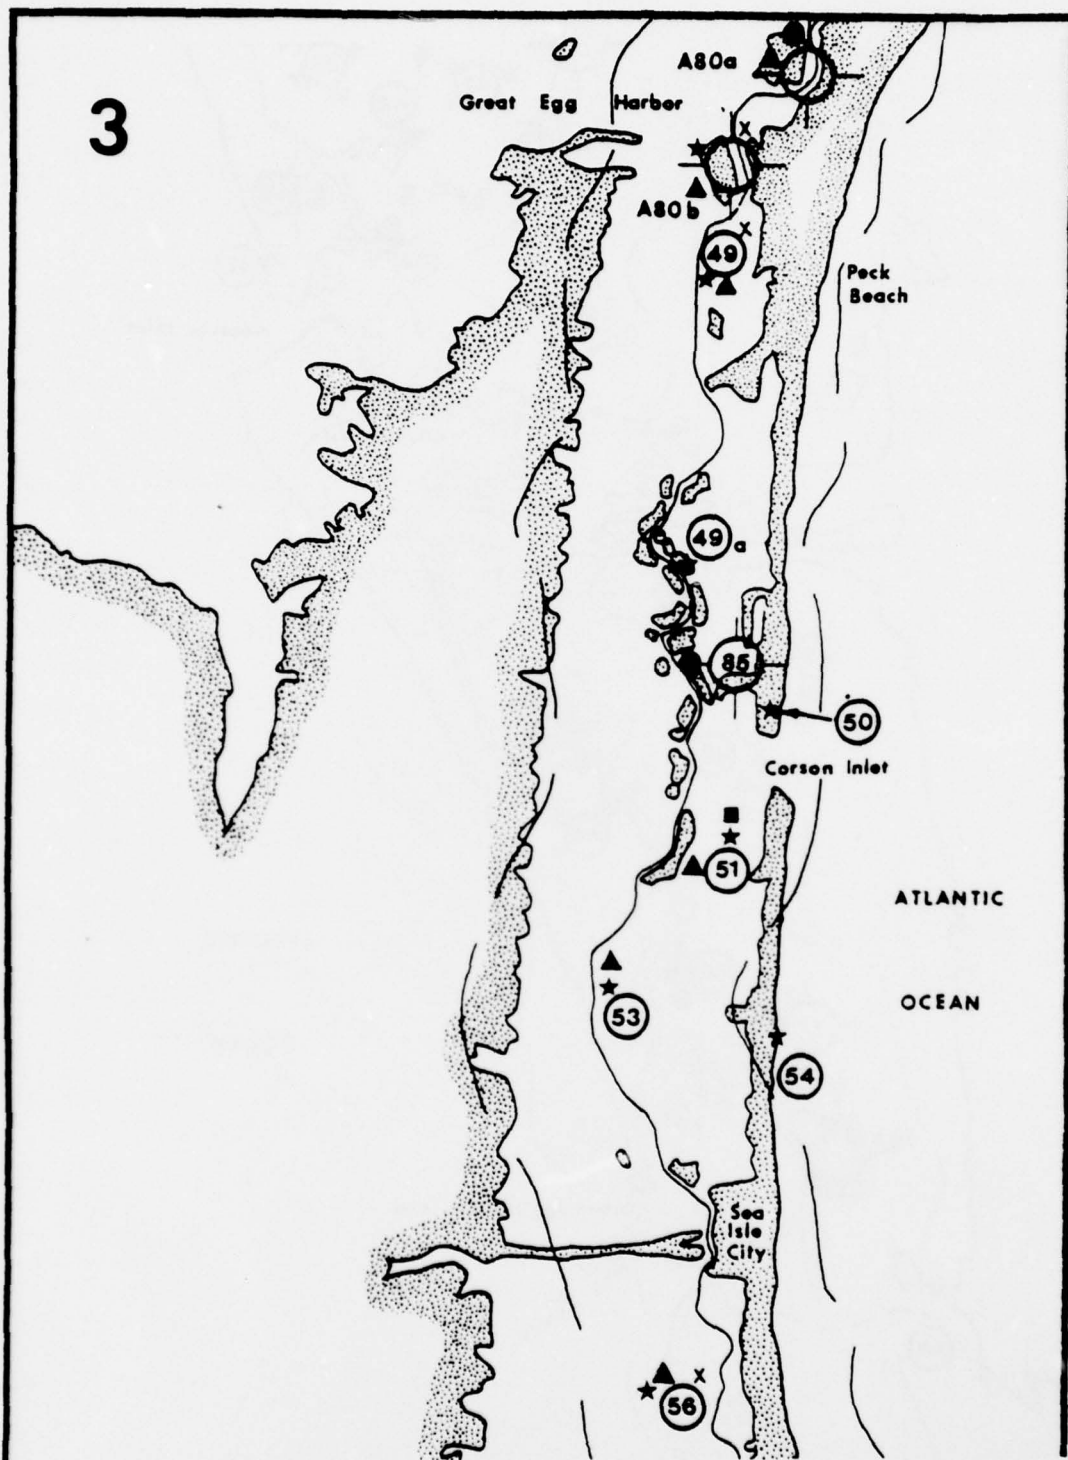 3
A80a
Great Egg Harbor
A80b
x
x
49
Peck
Beach
49a
85
50
Corson Inlet
51
ATLANTIC
53
OCEAN
54
Sea
Isle
City
x
56